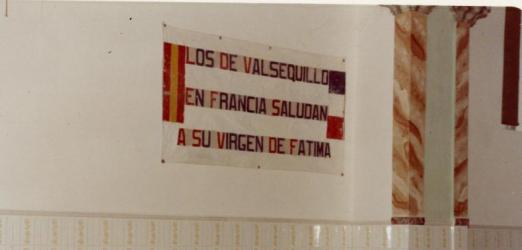 LOS DE VALSEQUILLO
EN FRANCIA SALUDAN
A SU VIRGEN DE FATIMA